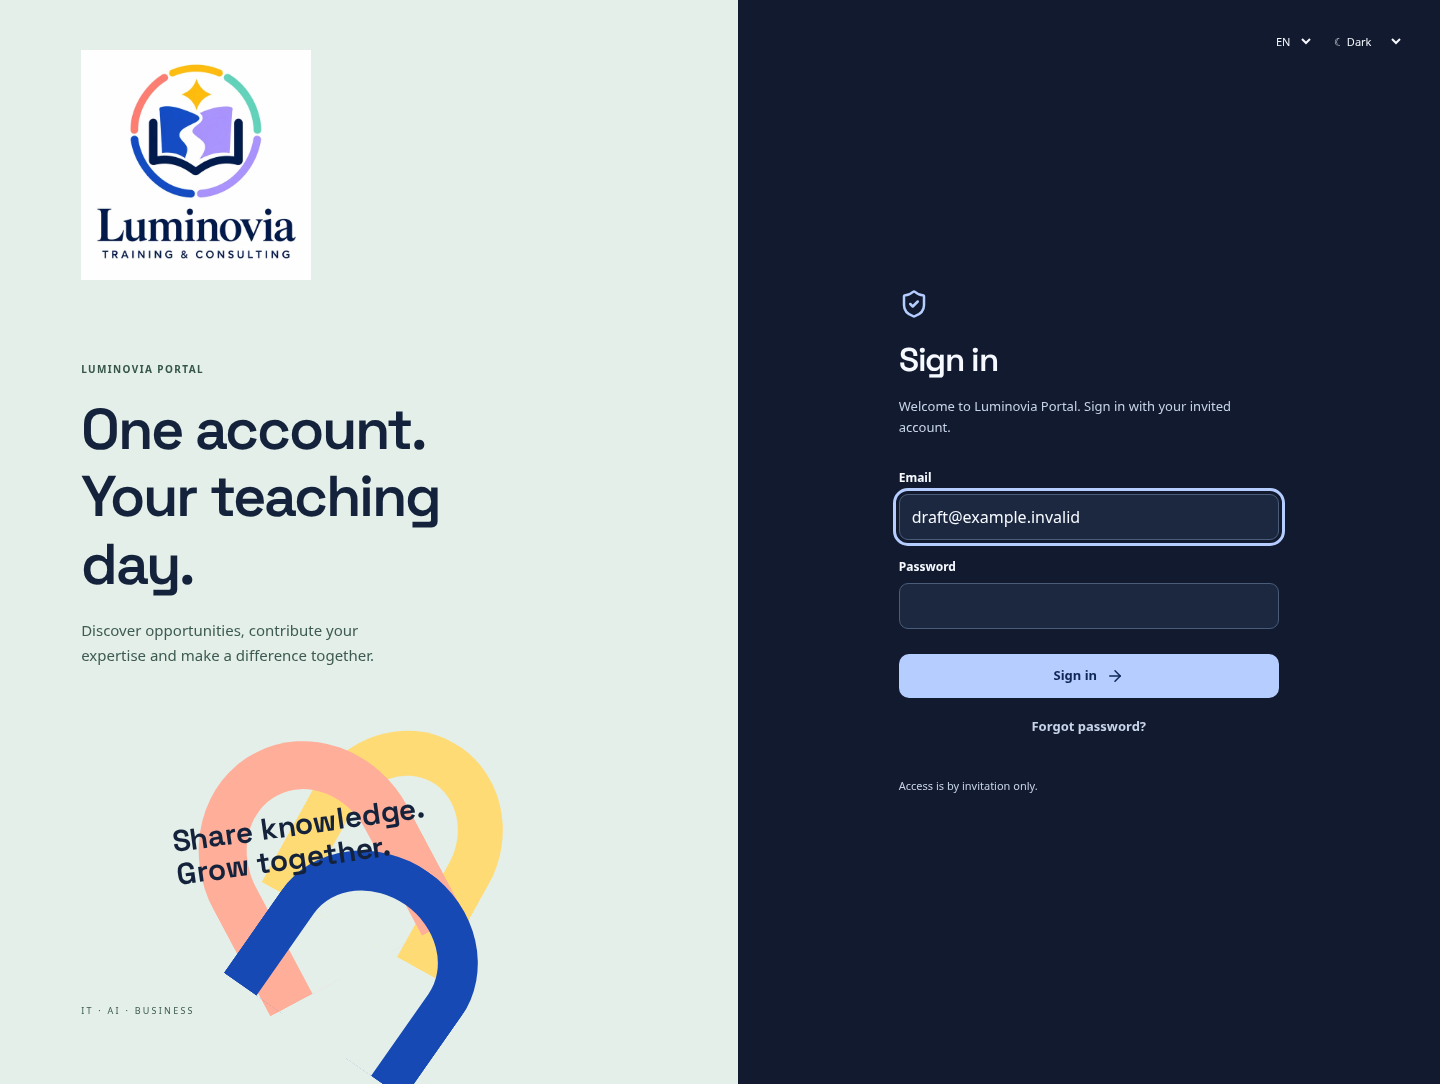 Luminovia
TRAINING & CONSULTING
LUMINOVIA PORTAL
One account.
Your teaching
day.
Discover opportunities, contribute your
expertise and make a difference together.
Share knowledge.
Grow together.
IT · AI · BUSINESS
EN
☾ Dark
Sign in
Welcome to Luminovia Portal. Sign in with your invited
account.
Email
draft@example.invalid
Password
Sign in →
Forgot password?
Access is by invitation only.